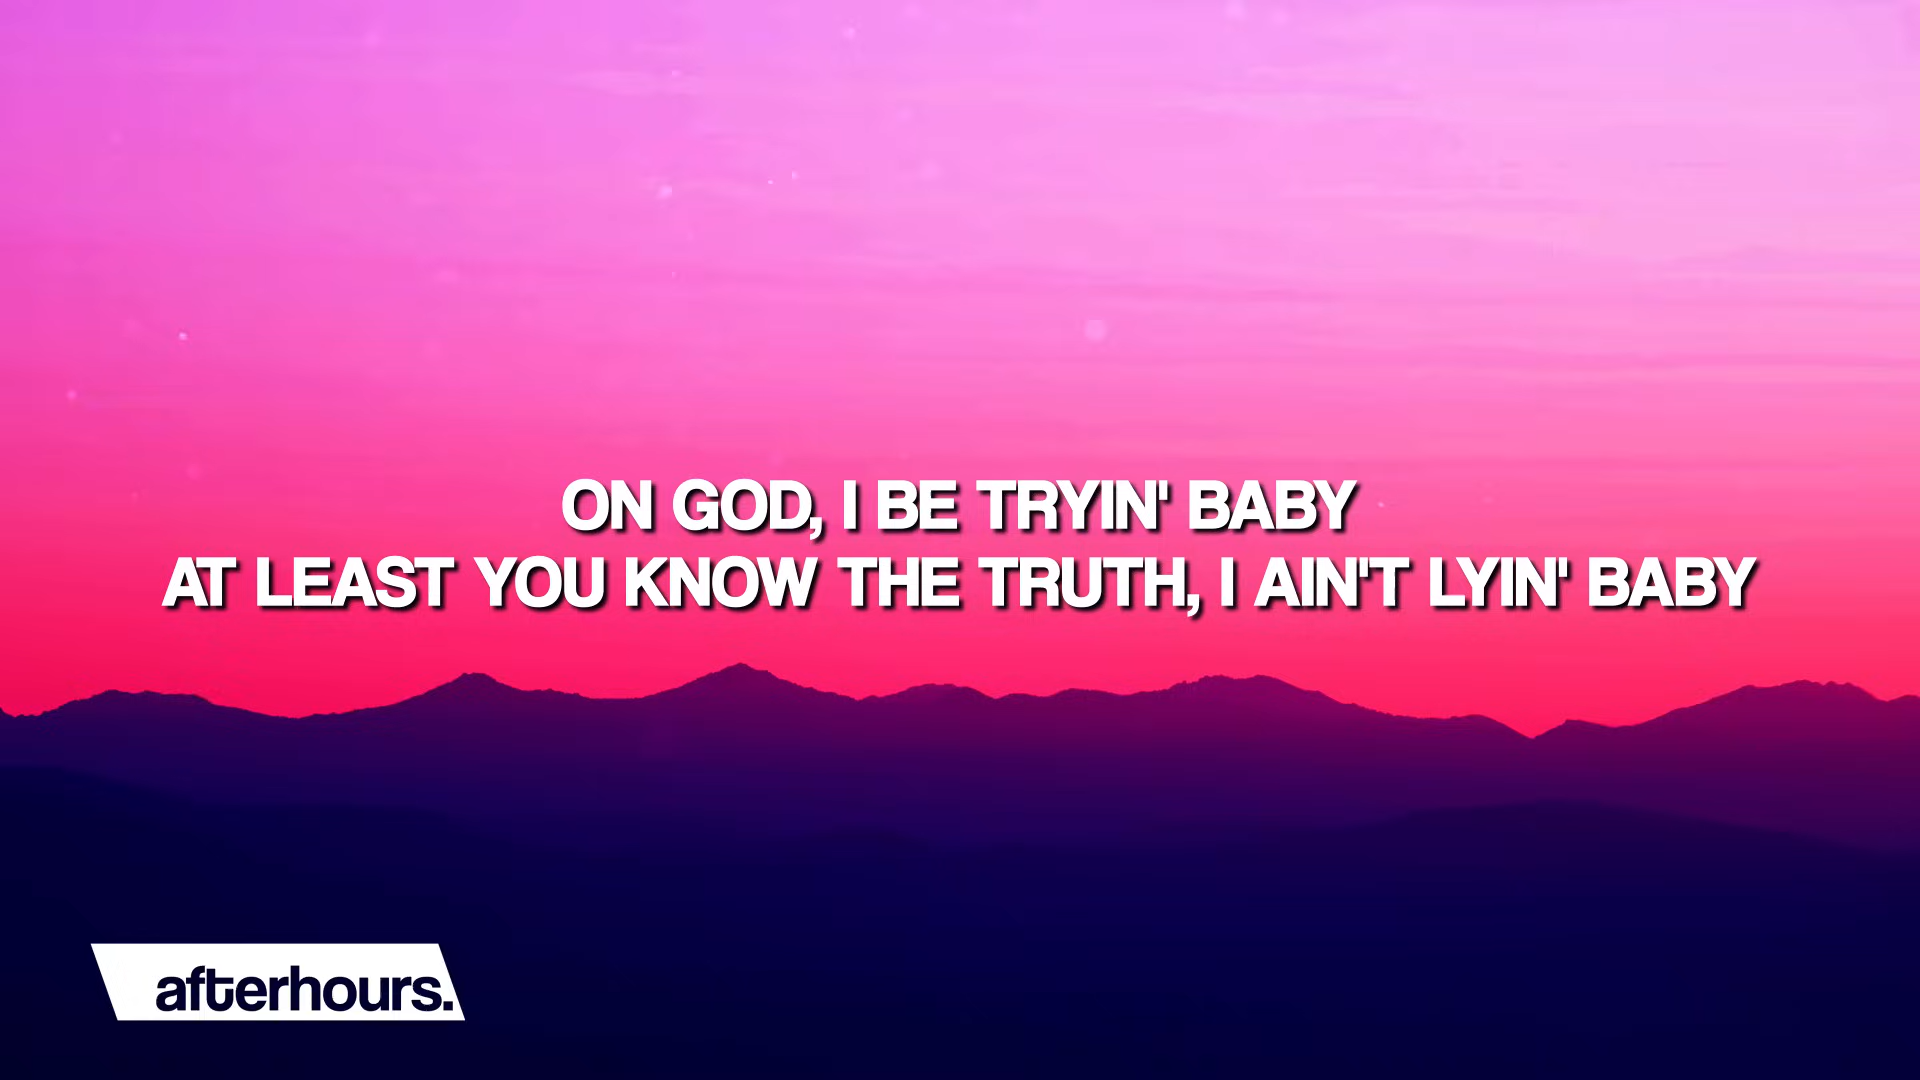 ON GOD, I BE TRYIN' BABY
AT LEAST YOU KNOW THE TRUTH, I AIN'T LYIN' BABY
afterhours.